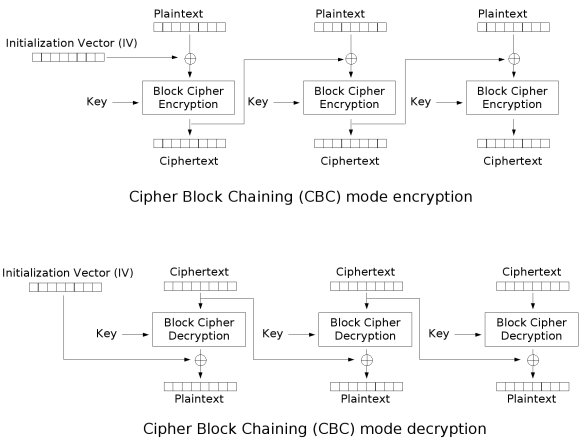 Plaintext Plaintext Plaintext
Initialization Vector (IV)
Key Block Cipher Encryption Key Block Cipher Encryption Key Block Cipher Encryption
Ciphertext Ciphertext Ciphertext
Cipher Block Chaining (CBC) mode encryption
Initialization Vector (IV) Ciphertext Ciphertext Ciphertext
Key Block Cipher Decryption Key Block Cipher Decryption Key Block Cipher Decryption
Plaintext Plaintext Plaintext
Cipher Block Chaining (CBC) mode decryption